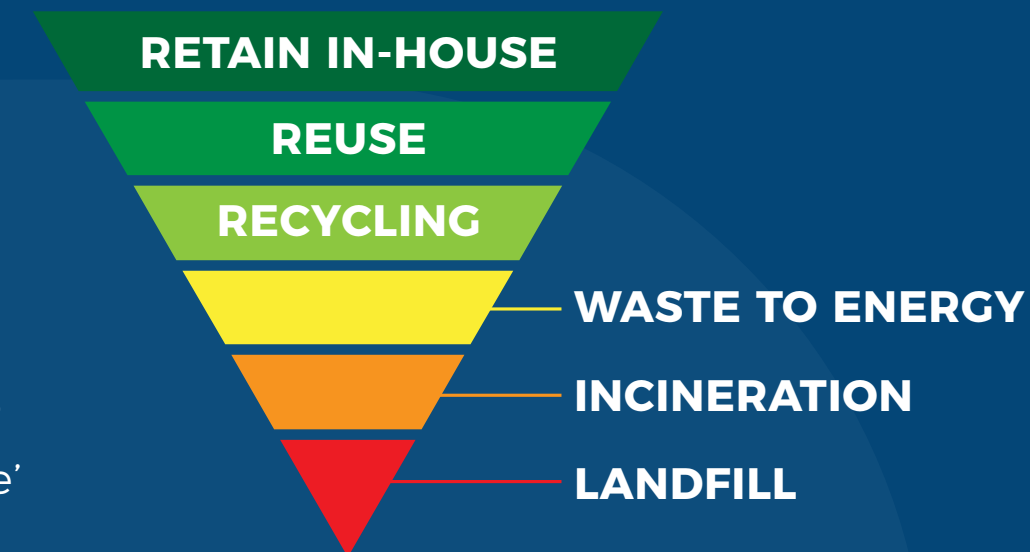 RETAIN IN-HOUSE
REUSE
RECYCLING
WASTE TO ENERGY
INCINERATION
LANDFILL